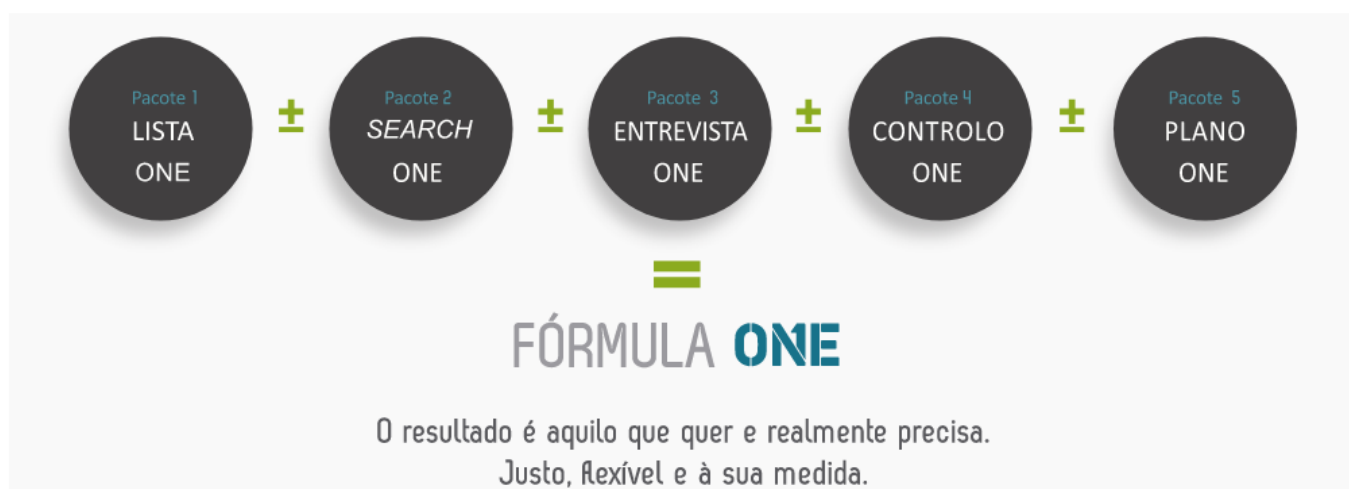 Pacote 1
LISTA
ONE
±
Pacote 2
SEARCH
ONE
±
Pacote 3
ENTREVISTA
ONE
±
Pacote 4
CONTROLO
ONE
±
Pacote 5
PLANO
ONE
=
FÓRMULA ONE
O resultado é aquilo que quer e realmente precisa.
Justo, flexível e à sua medida.